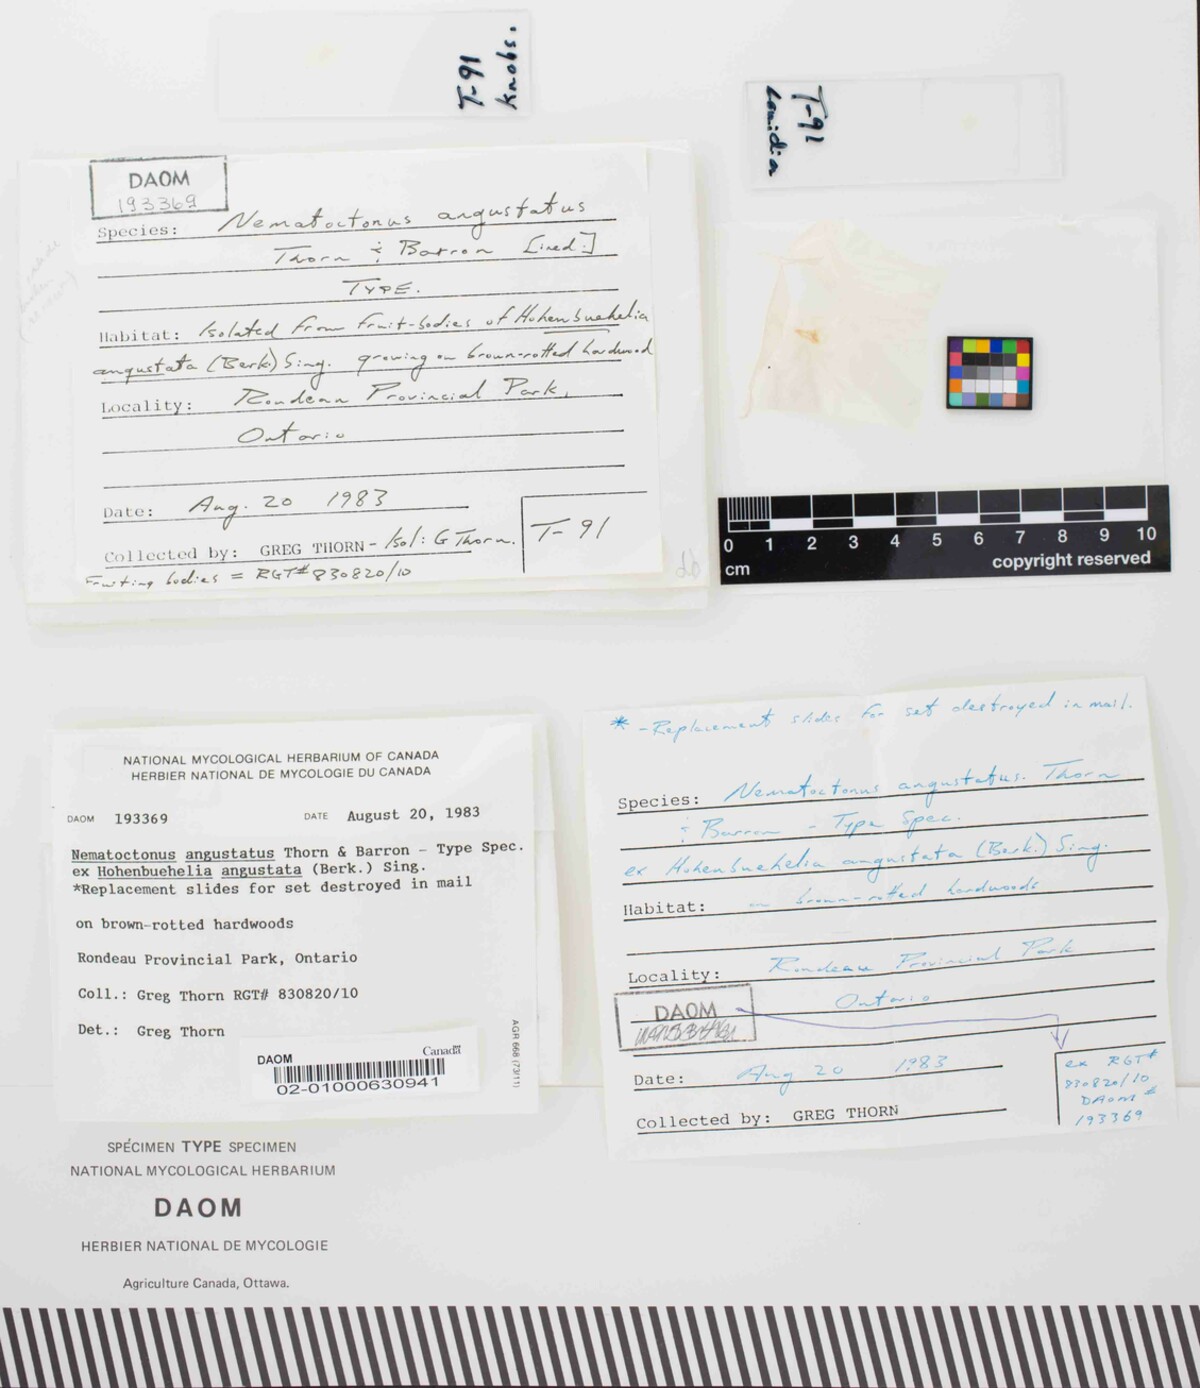 T-91
knobs.
T-91
Conidia
DAOM
193369
Species: Nematoctonus angustatus
Thorn & Barron [ined.]
TYPE.
Habitat: Isolated from fruit-bodies of Hohenbuehelia
angustata (Berk.) Sing. growing on brown-rotted hardwood
Locality: Rondeau Provincial Park,
Ontario
Date: Aug. 20 1983
Collected by: GREG THORN - Isol: G Thorn.
T-91
Fruiting bodies = RGT# 830820/10
0 1 2 3 4 5 6 7 8 9 10
cm
copyright reserved
NATIONAL MYCOLOGICAL HERBARIUM OF CANADA
HERBIER NATIONAL DE MYCOLOGIE DU CANADA
DAOM 193369 DATE August 20, 1983
Nematoctonus angustatus Thorn & Barron - Type Spec.
ex Hohenbuehelia angustata (Berk.) Sing.
*Replacement slides for set destroyed in mail
on brown-rotted hardwoods
Rondeau Provincial Park, Ontario
Coll.: Greg Thorn RGT# 830820/10
Det.: Greg Thorn
AGR 668 (73/11)
DAOM
Canada
02-01000630941
* - Replacement slides for set destroyed in mail.
Species: Nematoctonus angustatus. Thorn
& Barron - Type Spec.
ex Hohenbuehelia angustata (Berk.) Sing.
Habitat: on brown-rotted hardwoods
Locality: Rondeau Provincial Park
Ontario
DAOM
Date: Aug 20 1983
Collected by: GREG THORN
ex RGT#
830820/10
DAOM #
193369
SPÉCIMEN TYPE SPECIMEN
NATIONAL MYCOLOGICAL HERBARIUM
DAOM
HERBIER NATIONAL DE MYCOLOGIE
Agriculture Canada, Ottawa.